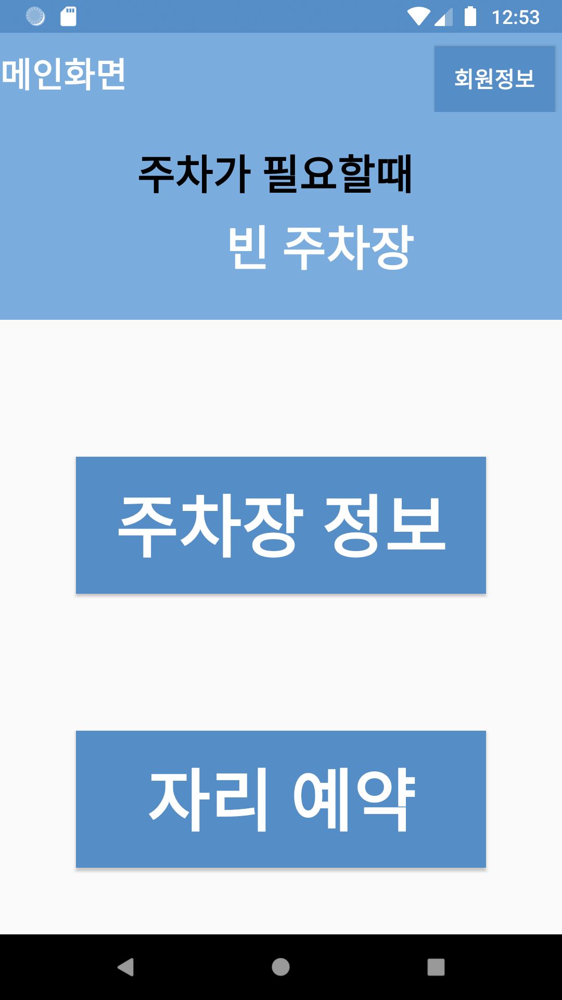 12:53
메인화면
회원정보
주차가 필요할때
빈 주차장
주차장 정보
자리 예약